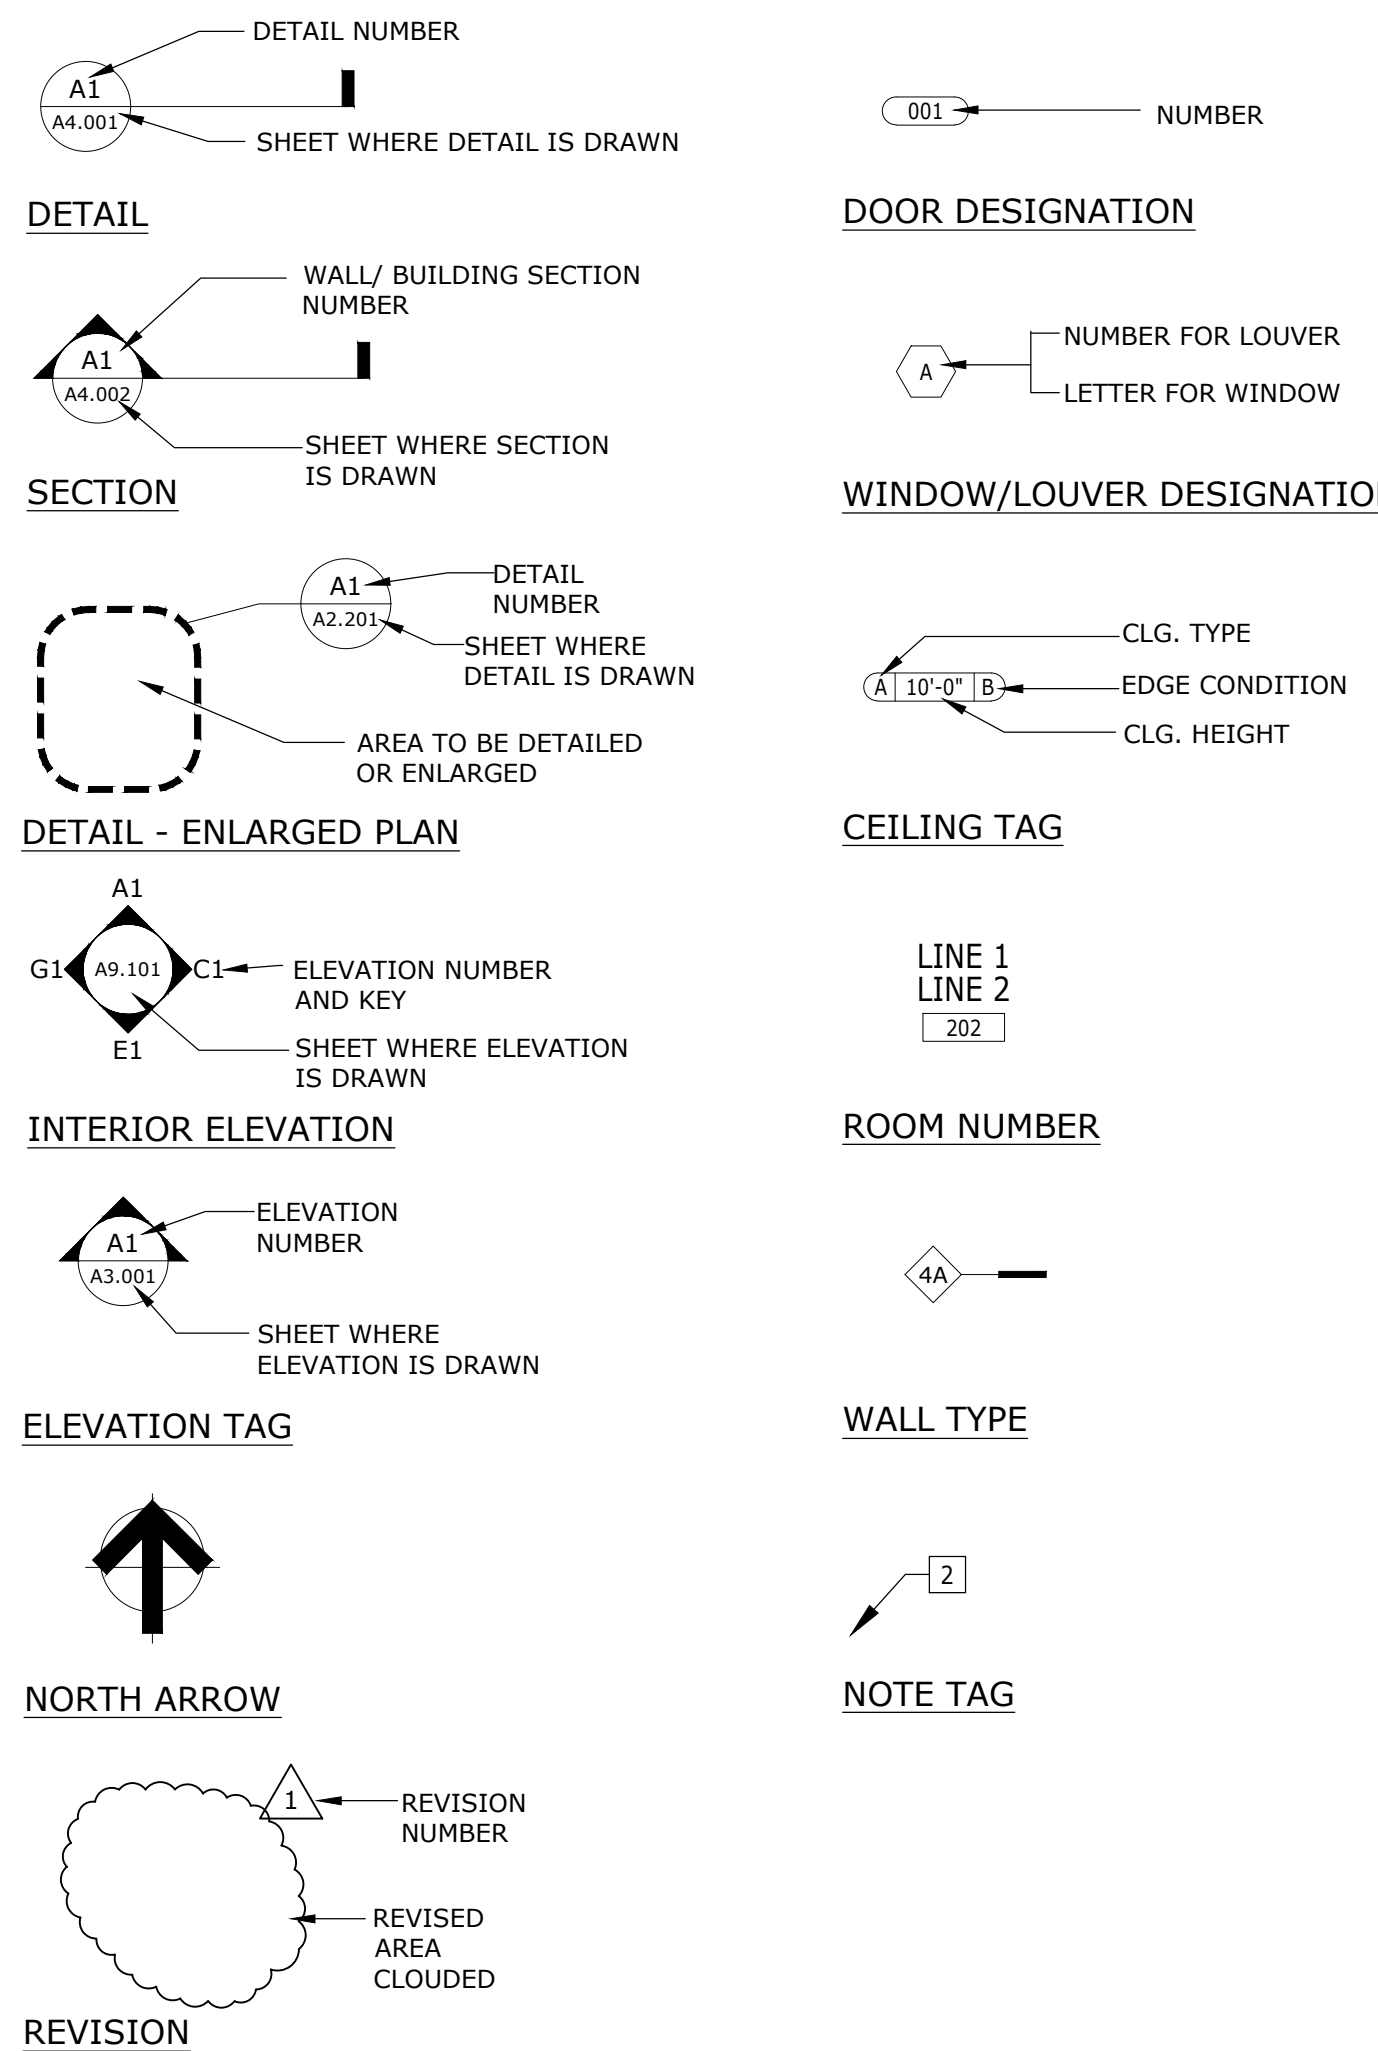 DETAIL NUMBER
A1
A4.001
SHEET WHERE DETAIL IS DRAWN
DETAIL
WALL/ BUILDING SECTION
NUMBER
A1
A4.002
SHEET WHERE SECTION
IS DRAWN
SECTION
A1
A2.201
DETAIL
NUMBER
SHEET WHERE
DETAIL IS DRAWN
AREA TO BE DETAILED
OR ENLARGED
DETAIL - ENLARGED PLAN
A1
G1
A9.101
C1
E1
ELEVATION NUMBER
AND KEY
SHEET WHERE ELEVATION
IS DRAWN
INTERIOR ELEVATION
ELEVATION
NUMBER
A1
A3.001
SHEET WHERE
ELEVATION IS DRAWN
ELEVATION TAG
NORTH ARROW
1
REVISION
NUMBER
REVISED
AREA
CLOUDED
REVISION
001
NUMBER
DOOR DESIGNATION
A
NUMBER FOR LOUVER
LETTER FOR WINDOW
WINDOW/LOUVER DESIGNATIO
CLG. TYPE
A 10'-0" B
EDGE CONDITION
CLG. HEIGHT
CEILING TAG
LINE 1
LINE 2
202
ROOM NUMBER
4A
WALL TYPE
2
NOTE TAG